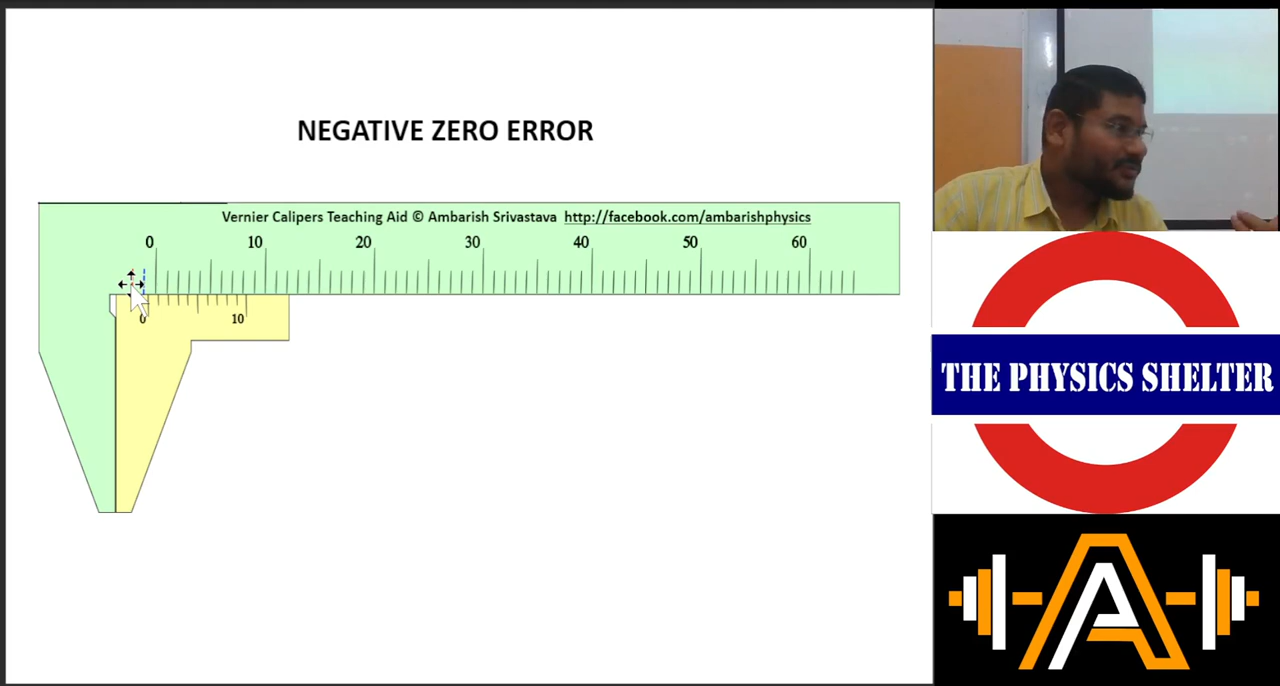 NEGATIVE ZERO ERROR
Vernier Calipers Teaching Aid © Ambarish Srivastava http://facebook.com/ambarishphysics
0 10 20 30 40 50 60
0 10
THE PHYSICS SHELTER
A